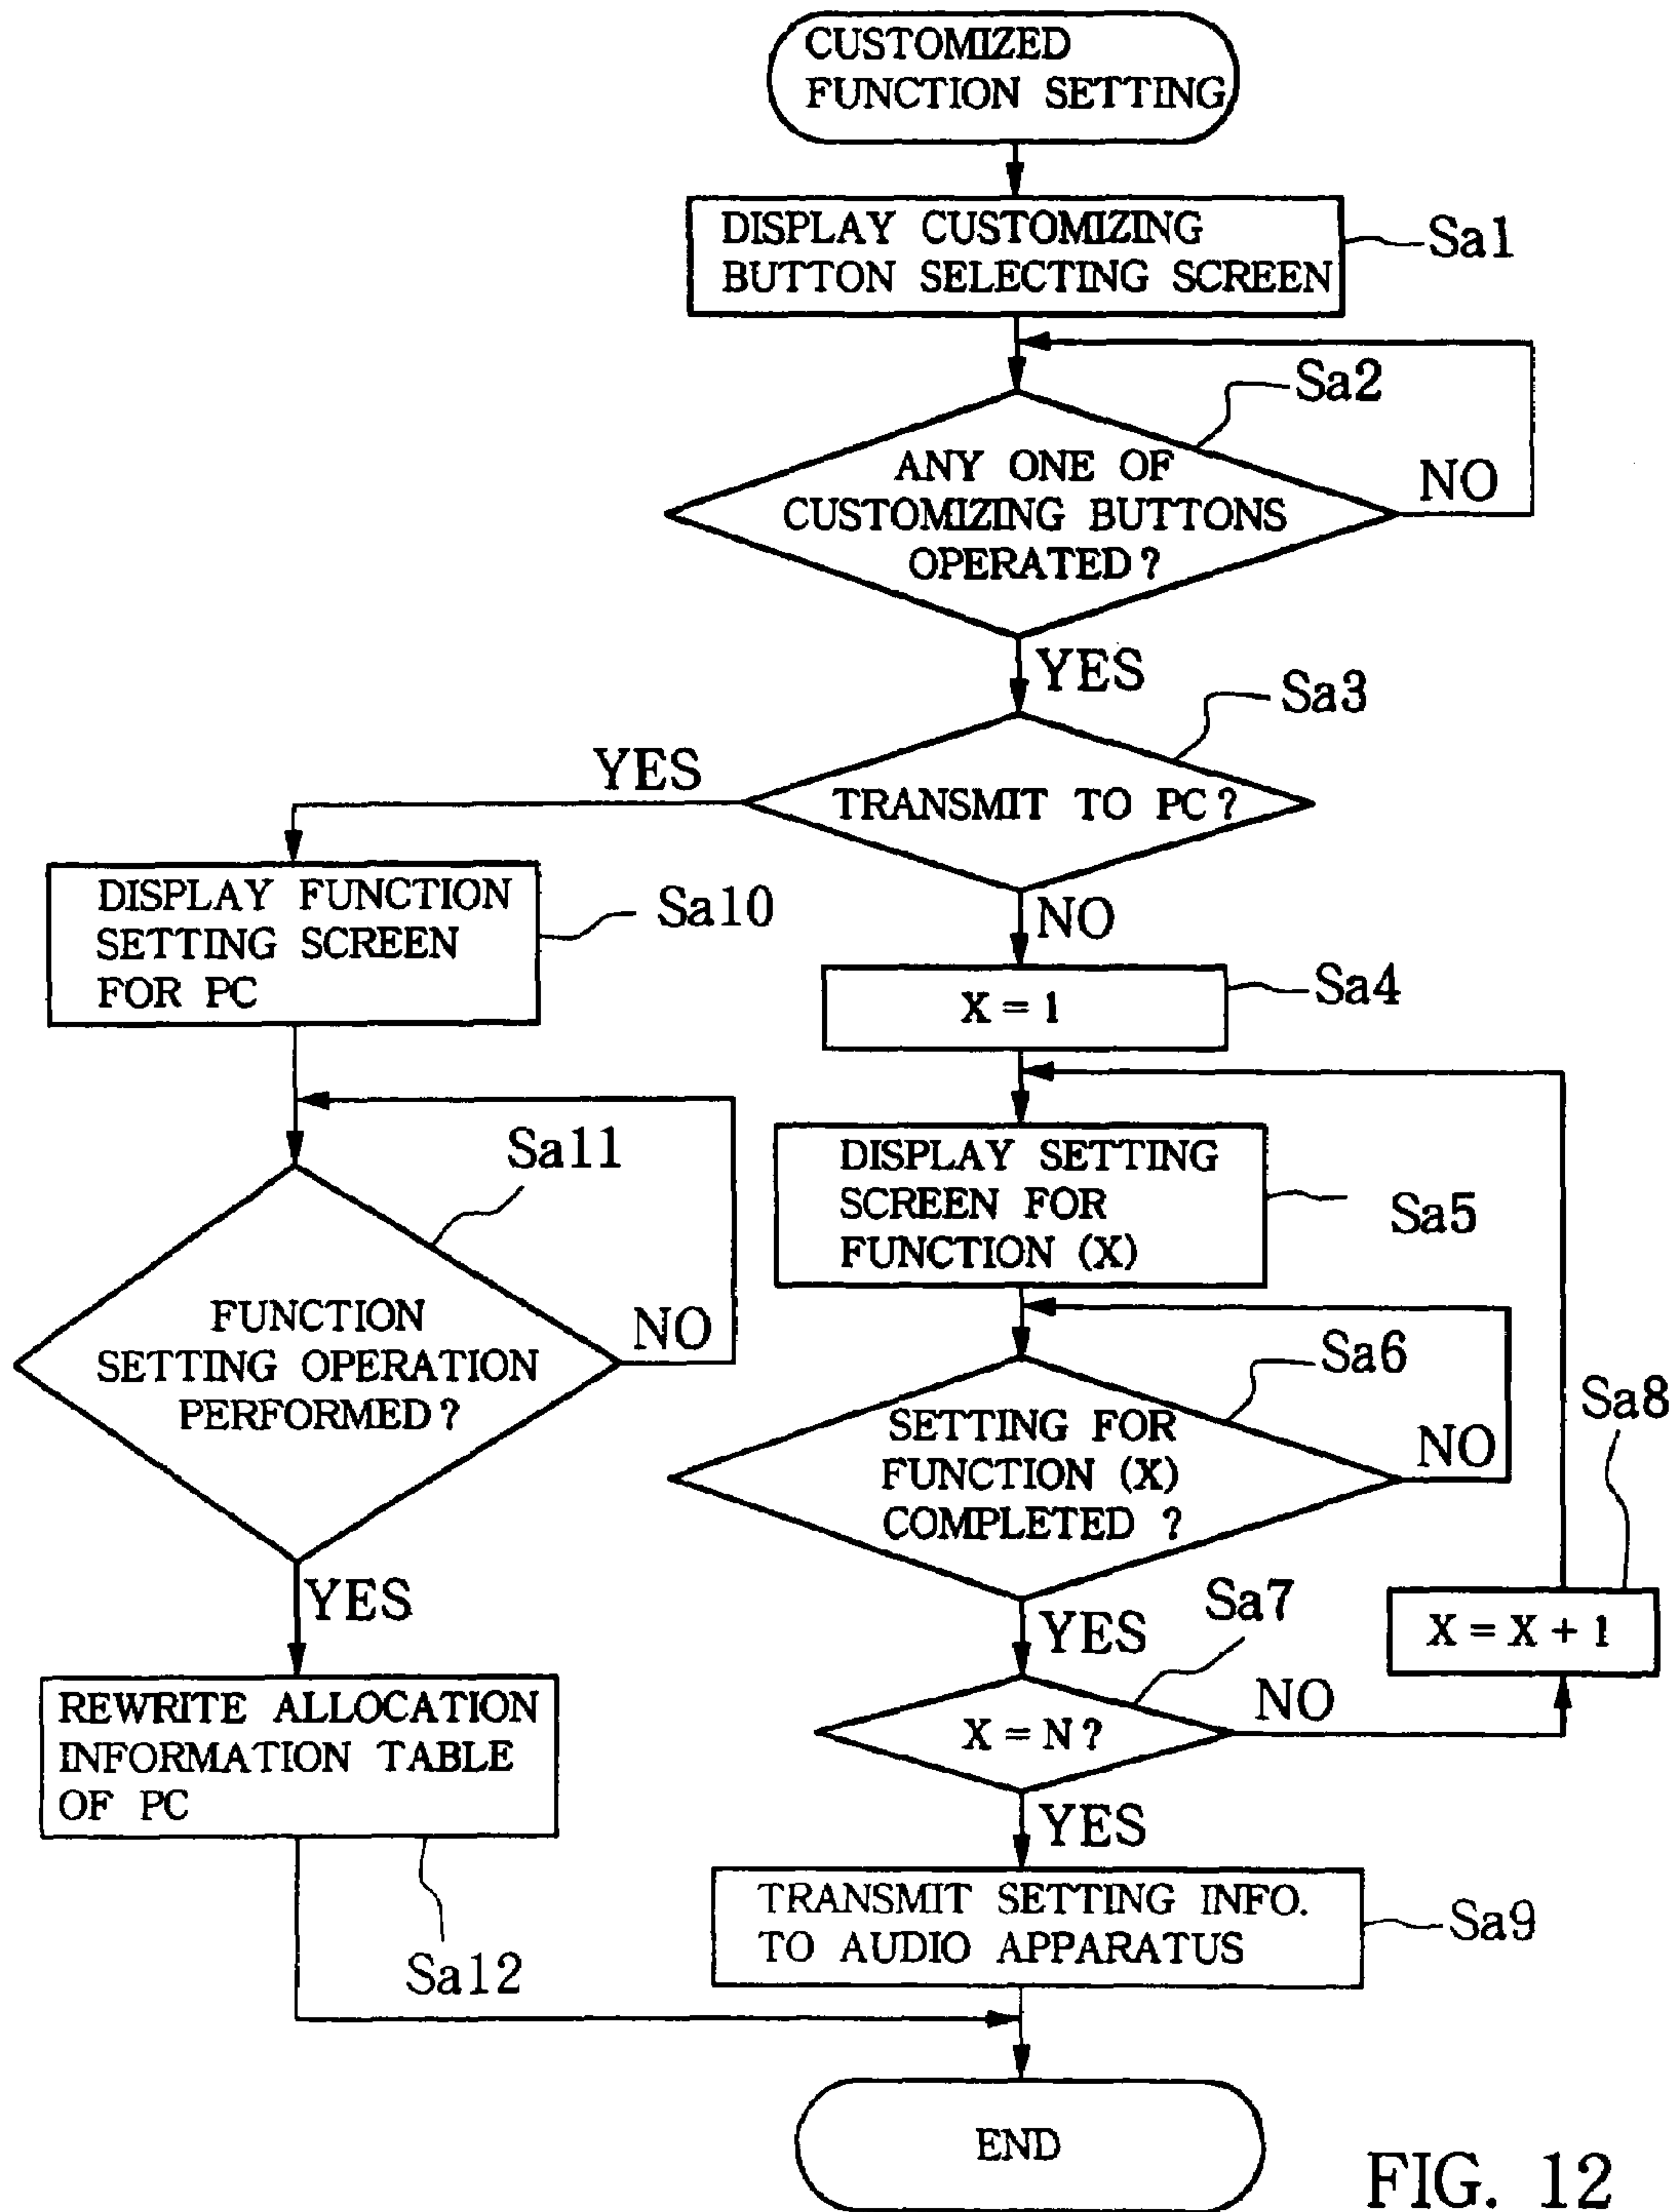 CUSTOMIZED
FUNCTION SETTING
DISPLAY CUSTOMIZING
BUTTON SELECTING SCREEN
Sa1
Sa2
ANY ONE OF
CUSTOMIZING BUTTONS
OPERATED?
NO
YES
Sa3
TRANSMIT TO PC?
YES
NO
DISPLAY FUNCTION
SETTING SCREEN
FOR PC
Sa10
X = 1
Sa4
Sa11
FUNCTION
SETTING OPERATION
PERFORMED?
NO
YES
DISPLAY SETTING
SCREEN FOR
FUNCTION (X)
Sa5
Sa6
SETTING FOR
FUNCTION (X)
COMPLETED ?
NO
YES
Sa8
X = X + 1
Sa7
X = N?
NO
YES
REWRITE ALLOCATION
INFORMATION TABLE
OF PC
Sa12
TRANSMIT SETTING INFO.
TO AUDIO APPARATUS
Sa9
END
FIG. 12